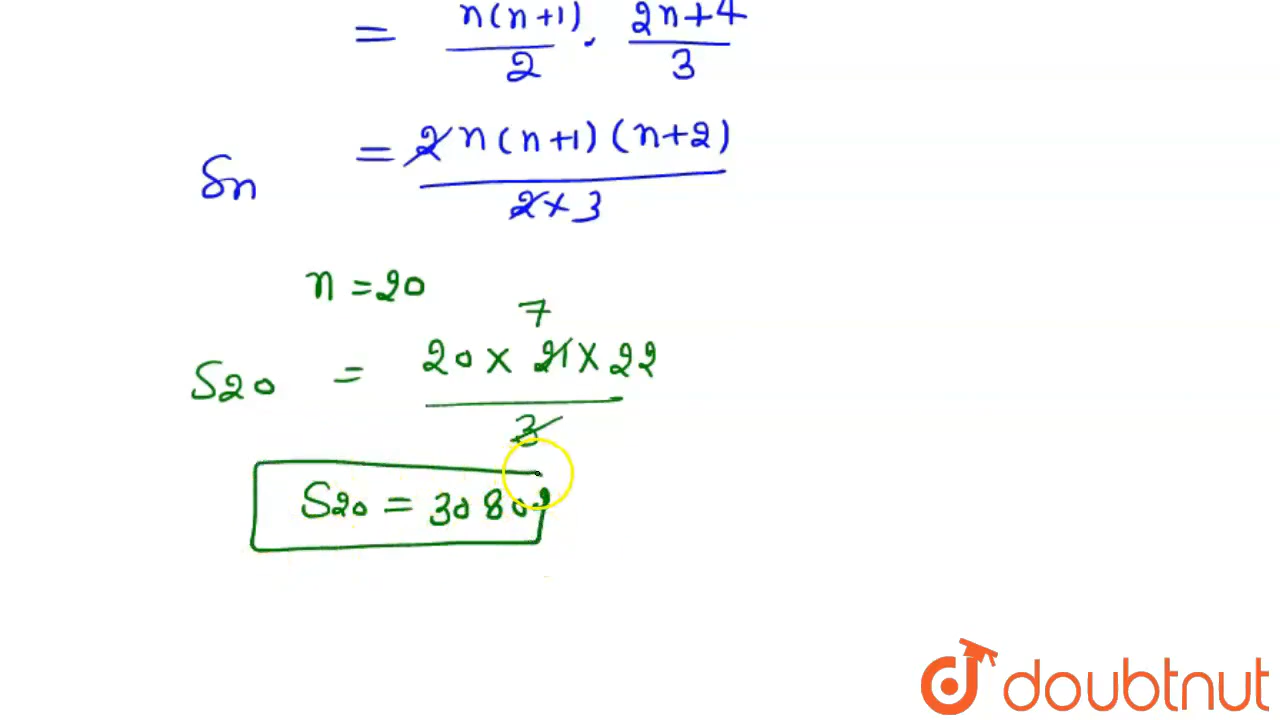 = n(n+1)/2 · 2n+4/3
Sn = 2n(n+1)(n+2)/2×3
n = 20
7
S20 = 20 × 21 × 22/3
S20 = 3080
doubtnut